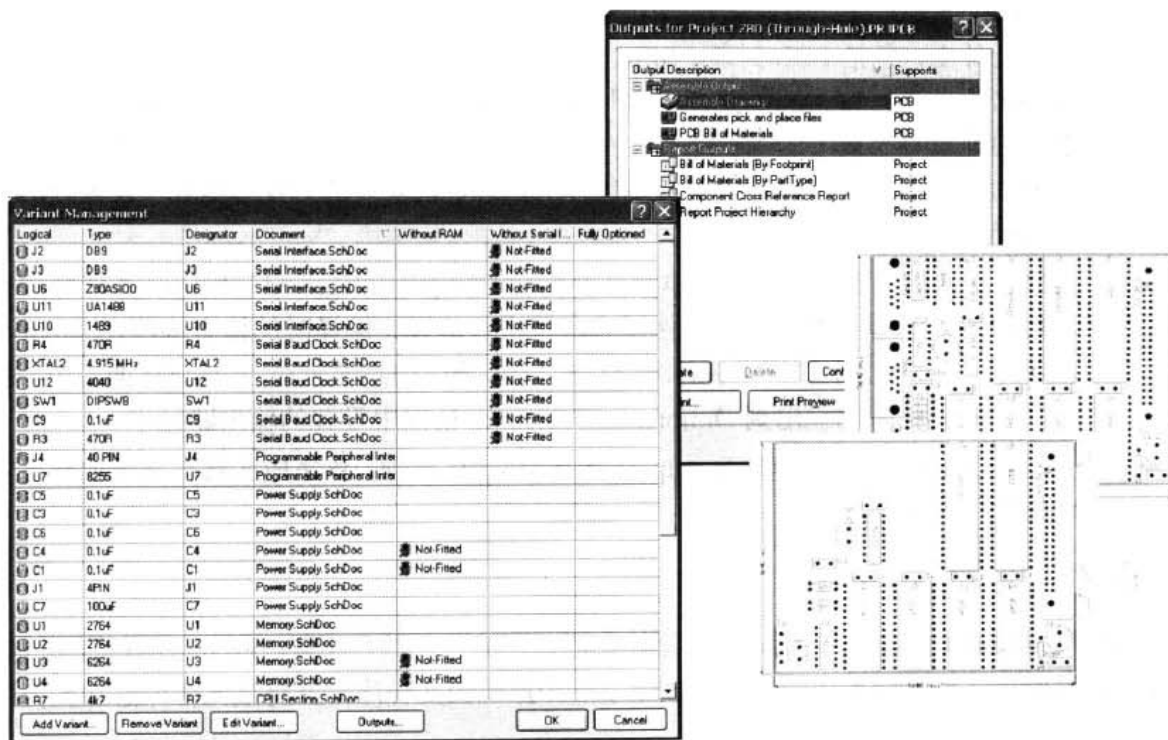 Outputs for Project Z80 (Through-Hole).PRJPCB
Output Description Supports
Assemble Output
Assemble Drawing PCB
Generates pick and place files PCB
PCB Bill of Materials PCB
Report Outputs
Bill of Materials (By Footprint) Project
Bill of Materials (By PartType) Project
Component Cross Reference Report Project
Report Project Hierarchy Project
Delete
Print Preview
Variant Management
Logical Type Designator Document Without RAM Without Serial I... Fully Optioned
J2 DB9 J2 Serial Interface.SchDoc Not-Fitted
J3 DB9 J3 Serial Interface.SchDoc Not-Fitted
U6 Z80ASIO0 U6 Serial Interface.SchDoc Not-Fitted
U11 UA1488 U11 Serial Interface.SchDoc Not-Fitted
U10 1489 U10 Serial Interface.SchDoc Not-Fitted
R4 470R R4 Serial Baud Clock.SchDoc Not-Fitted
XTAL2 4.915 MHz XTAL2 Serial Baud Clock.SchDoc Not-Fitted
U12 4040 U12 Serial Baud Clock.SchDoc Not-Fitted
SW1 DIPSW8 SW1 Serial Baud Clock.SchDoc Not-Fitted
C9 0.1uF C9 Serial Baud Clock.SchDoc Not-Fitted
R3 470R R3 Serial Baud Clock.SchDoc Not-Fitted
J4 40 PIN J4 Programmable Peripheral Inter
U7 8255 U7 Programmable Peripheral Inter
C5 0.1uF C5 Power Supply.SchDoc
C3 0.1uF C3 Power Supply.SchDoc
C6 0.1uF C6 Power Supply.SchDoc
C4 0.1uF C4 Power Supply.SchDoc Not-Fitted
C1 0.1uF C1 Power Supply.SchDoc Not-Fitted
J1 4PIN J1 Power Supply.SchDoc
C7 100uF C7 Power Supply.SchDoc
U1 2764 U1 Memory.SchDoc
U2 2764 U2 Memory.SchDoc
U3 6264 U3 Memory.SchDoc Not-Fitted
U4 6264 U4 Memory.SchDoc Not-Fitted
R7 4k7 R7 CPU Section.SchDoc
Add Variant... Remove Variant Edit Variant... Outputs... OK Cancel